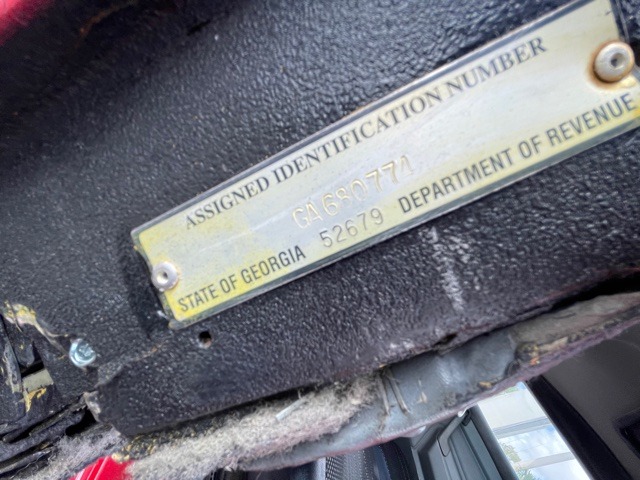 ASSIGNED IDENTIFICATION NUMBER
GA680774
STATE OF GEORGIA 52679 DEPARTMENT OF REVENUE